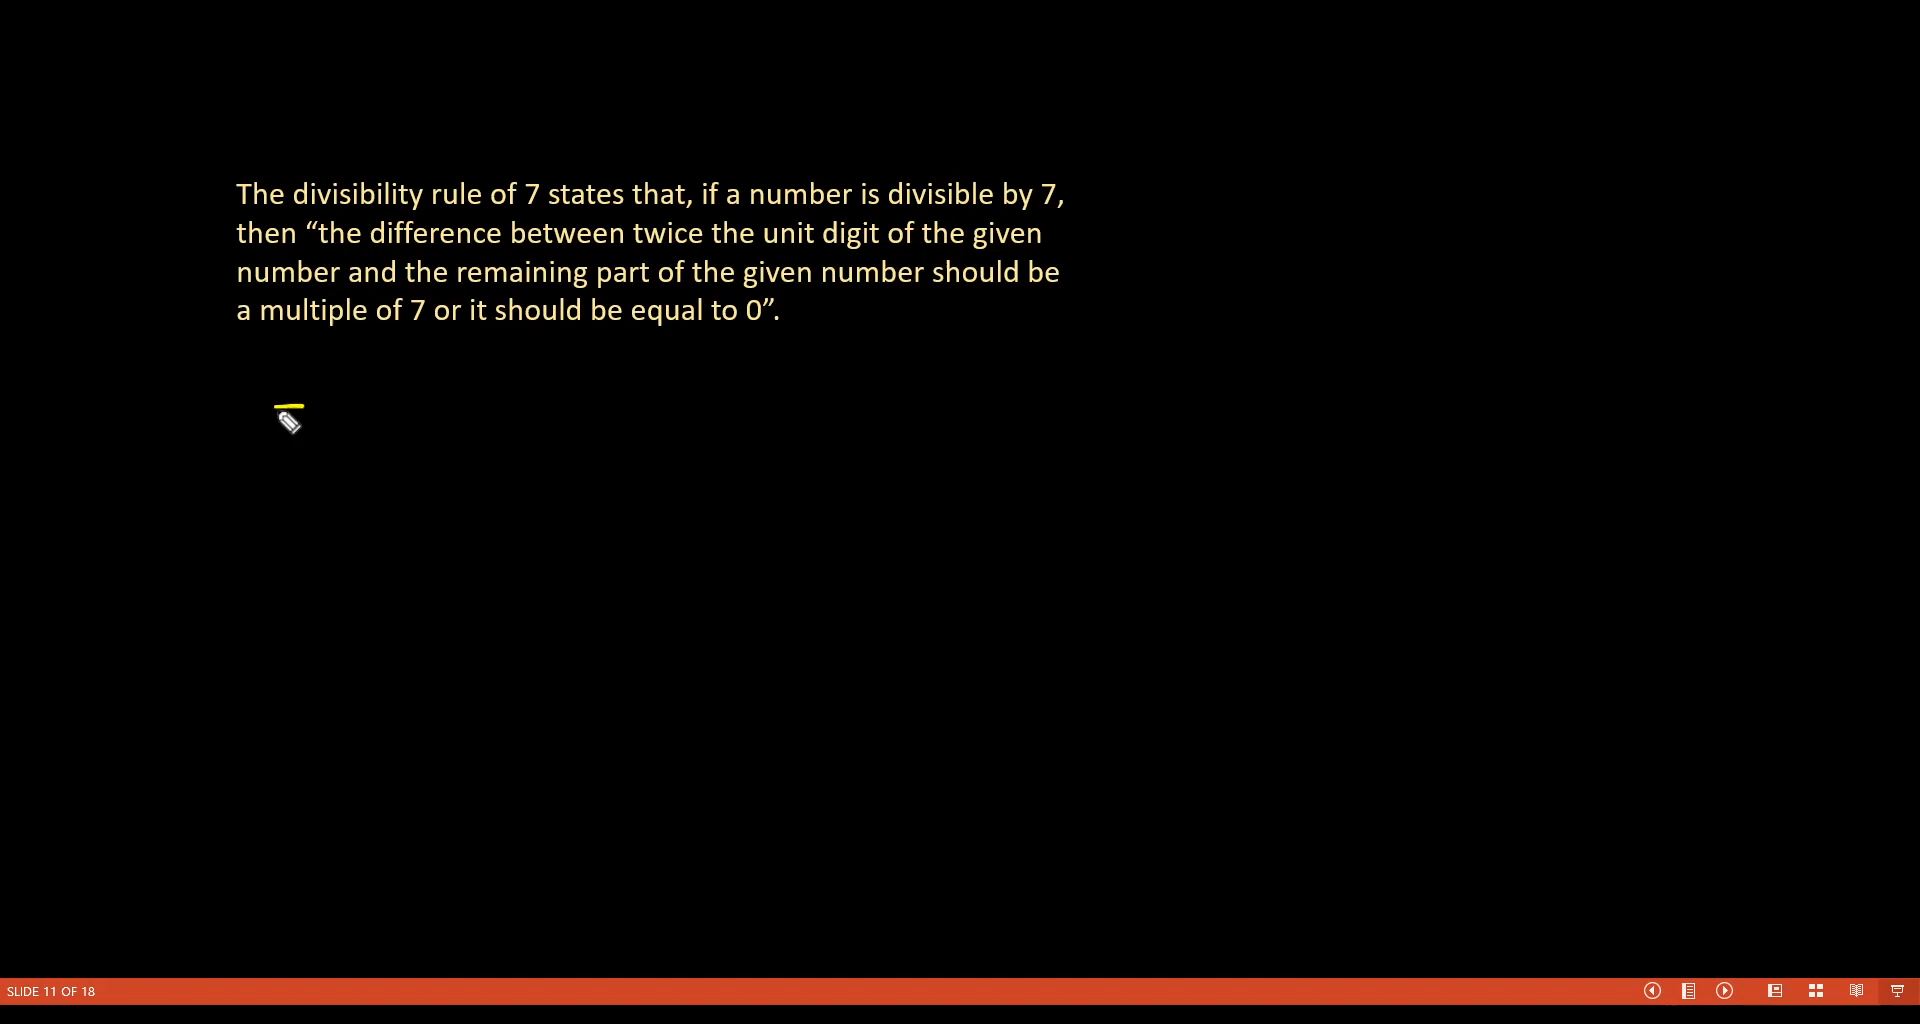 The divisibility rule of 7 states that, if a number is divisible by 7,
then “the difference between twice the unit digit of the given
number and the remaining part of the given number should be
a multiple of 7 or it should be equal to 0”.
SLIDE 11 OF 18